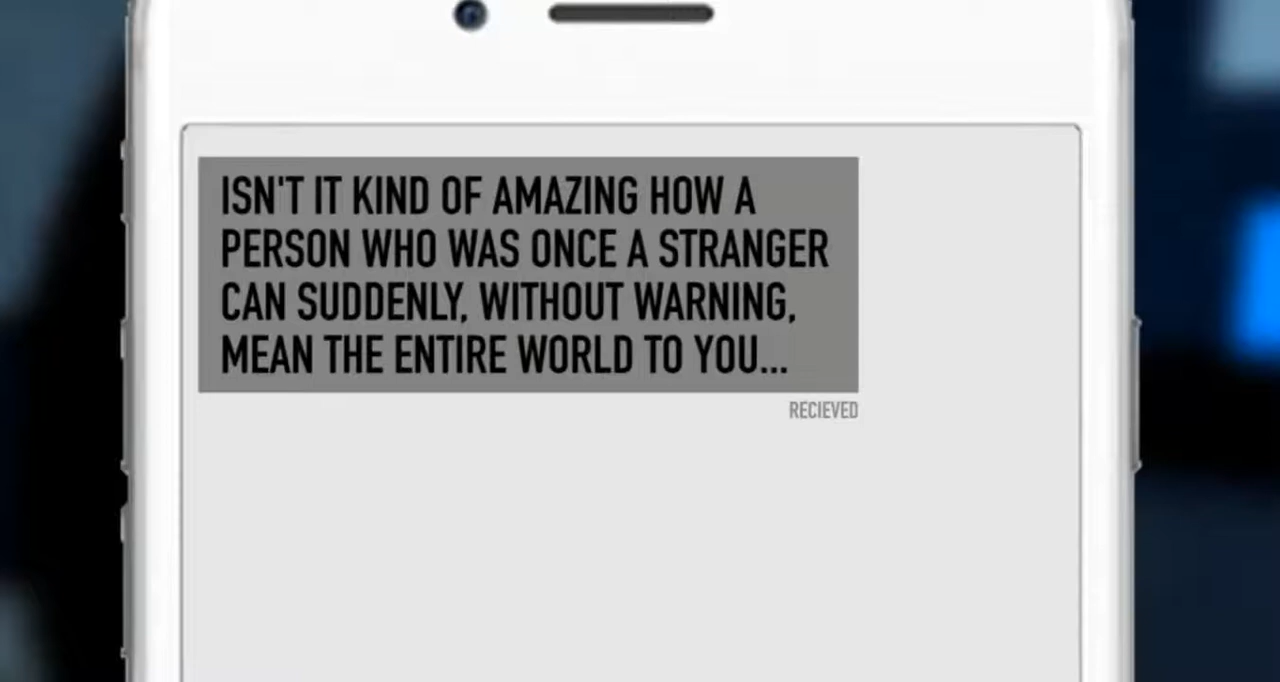 ISN'T IT KIND OF AMAZING HOW A
PERSON WHO WAS ONCE A STRANGER
CAN SUDDENLY, WITHOUT WARNING,
MEAN THE ENTIRE WORLD TO YOU...
RECIEVED